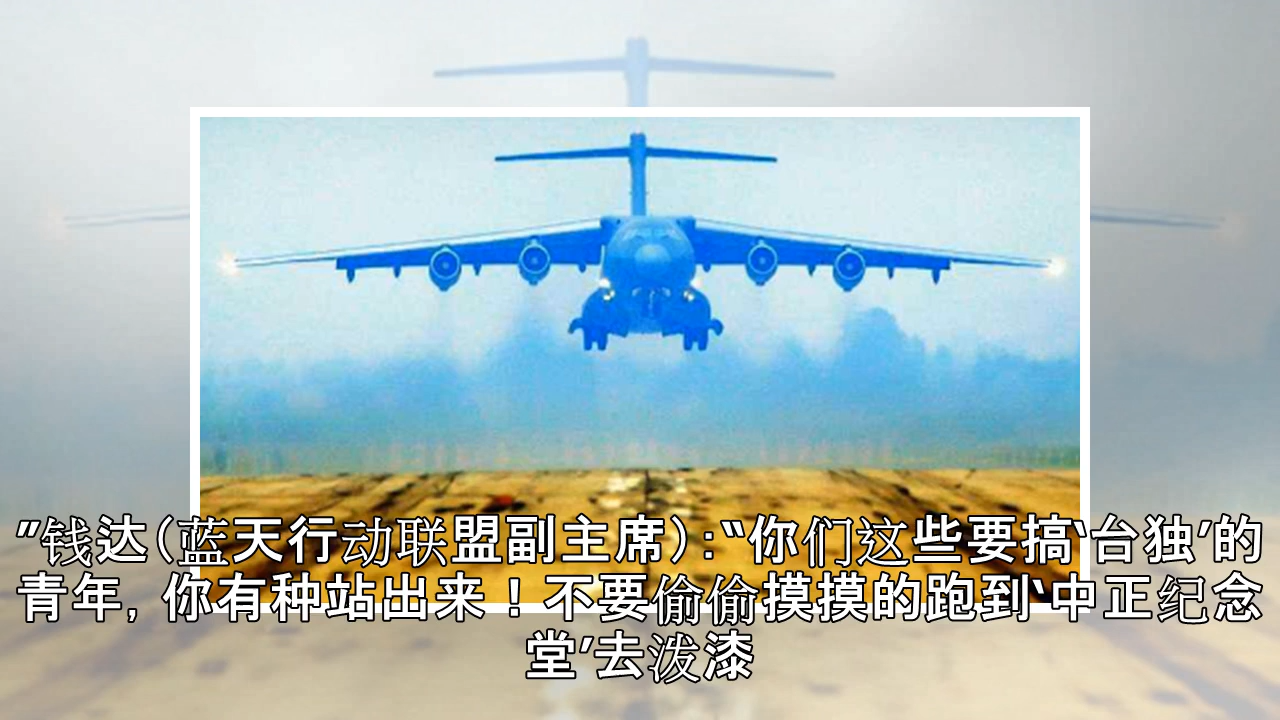 ”钱达(蓝天行动联盟副主席):“你们这些要搞‘台独’的
青年, 你有种站出来！不要偷偷摸摸的跑到‘中正纪念
堂’去泼漆